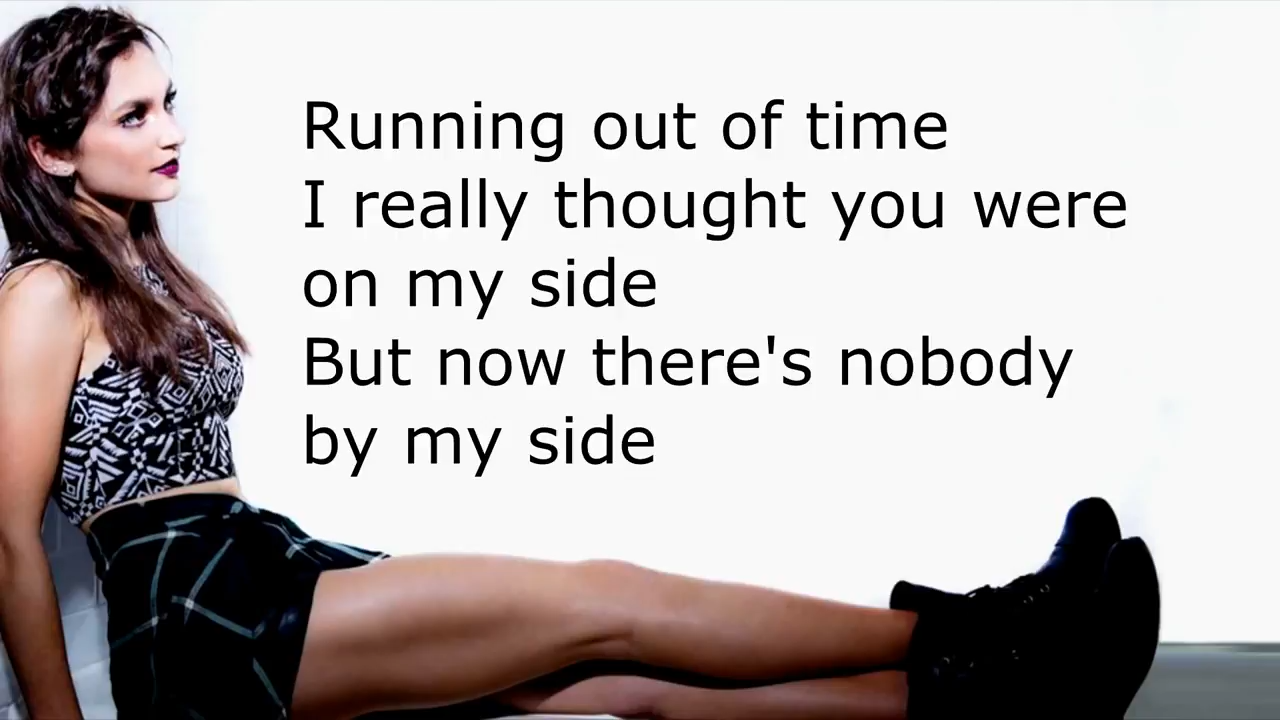 Running out of time
I really thought you were
on my side
But now there's nobody
by my side